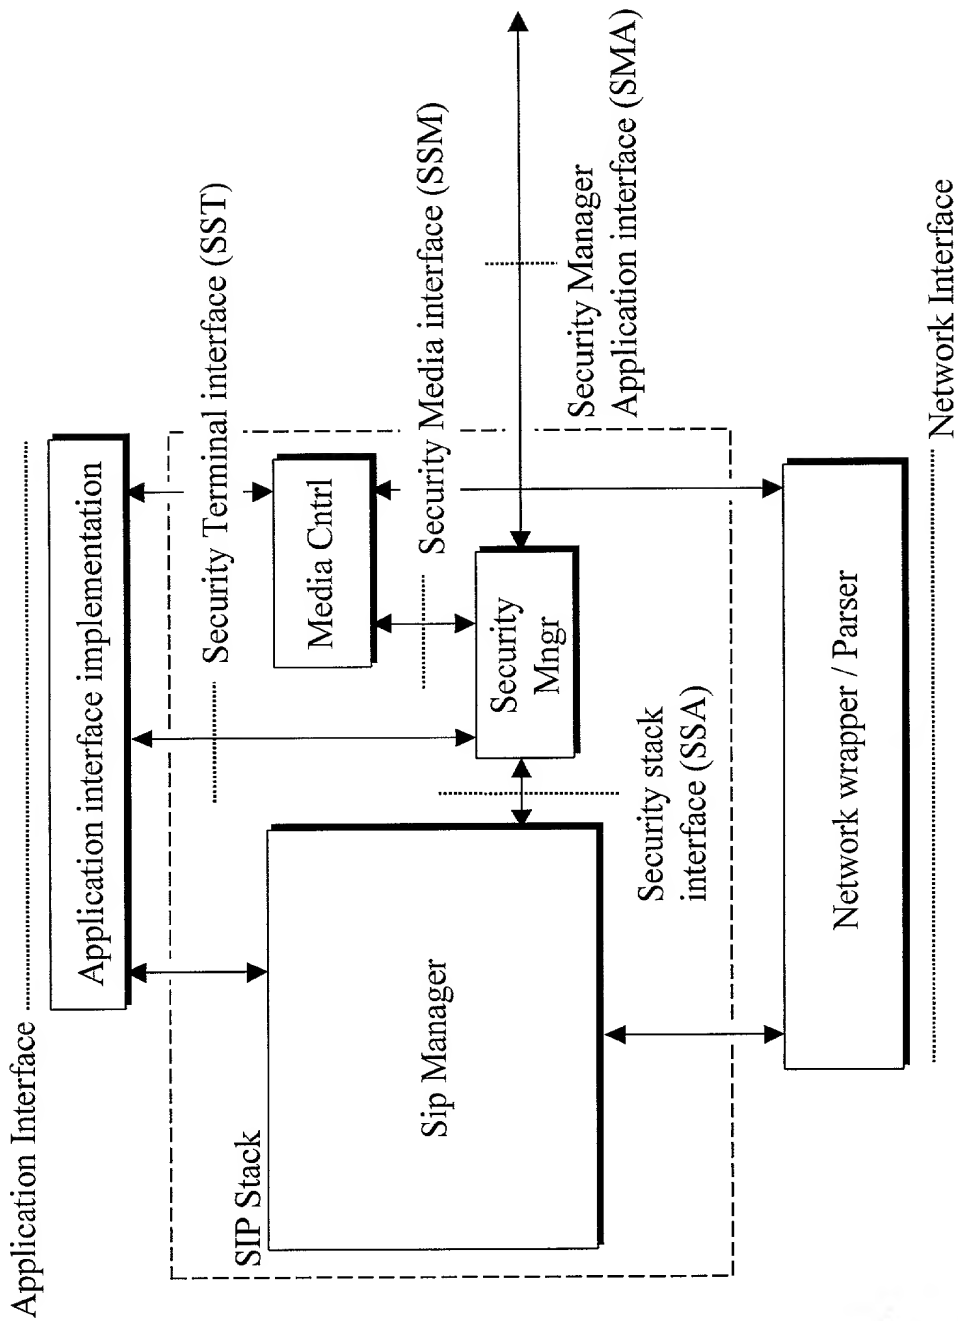 Application Interface
Application interface implementation
Security Terminal interface (SST)
SIP Stack
Media Cntrl
Security Media interface (SSM)
Sip Manager
Security
Mngr
Security Manager
Application interface (SMA)
Security stack
interface (SSA)
Network wrapper / Parser
Network Interface